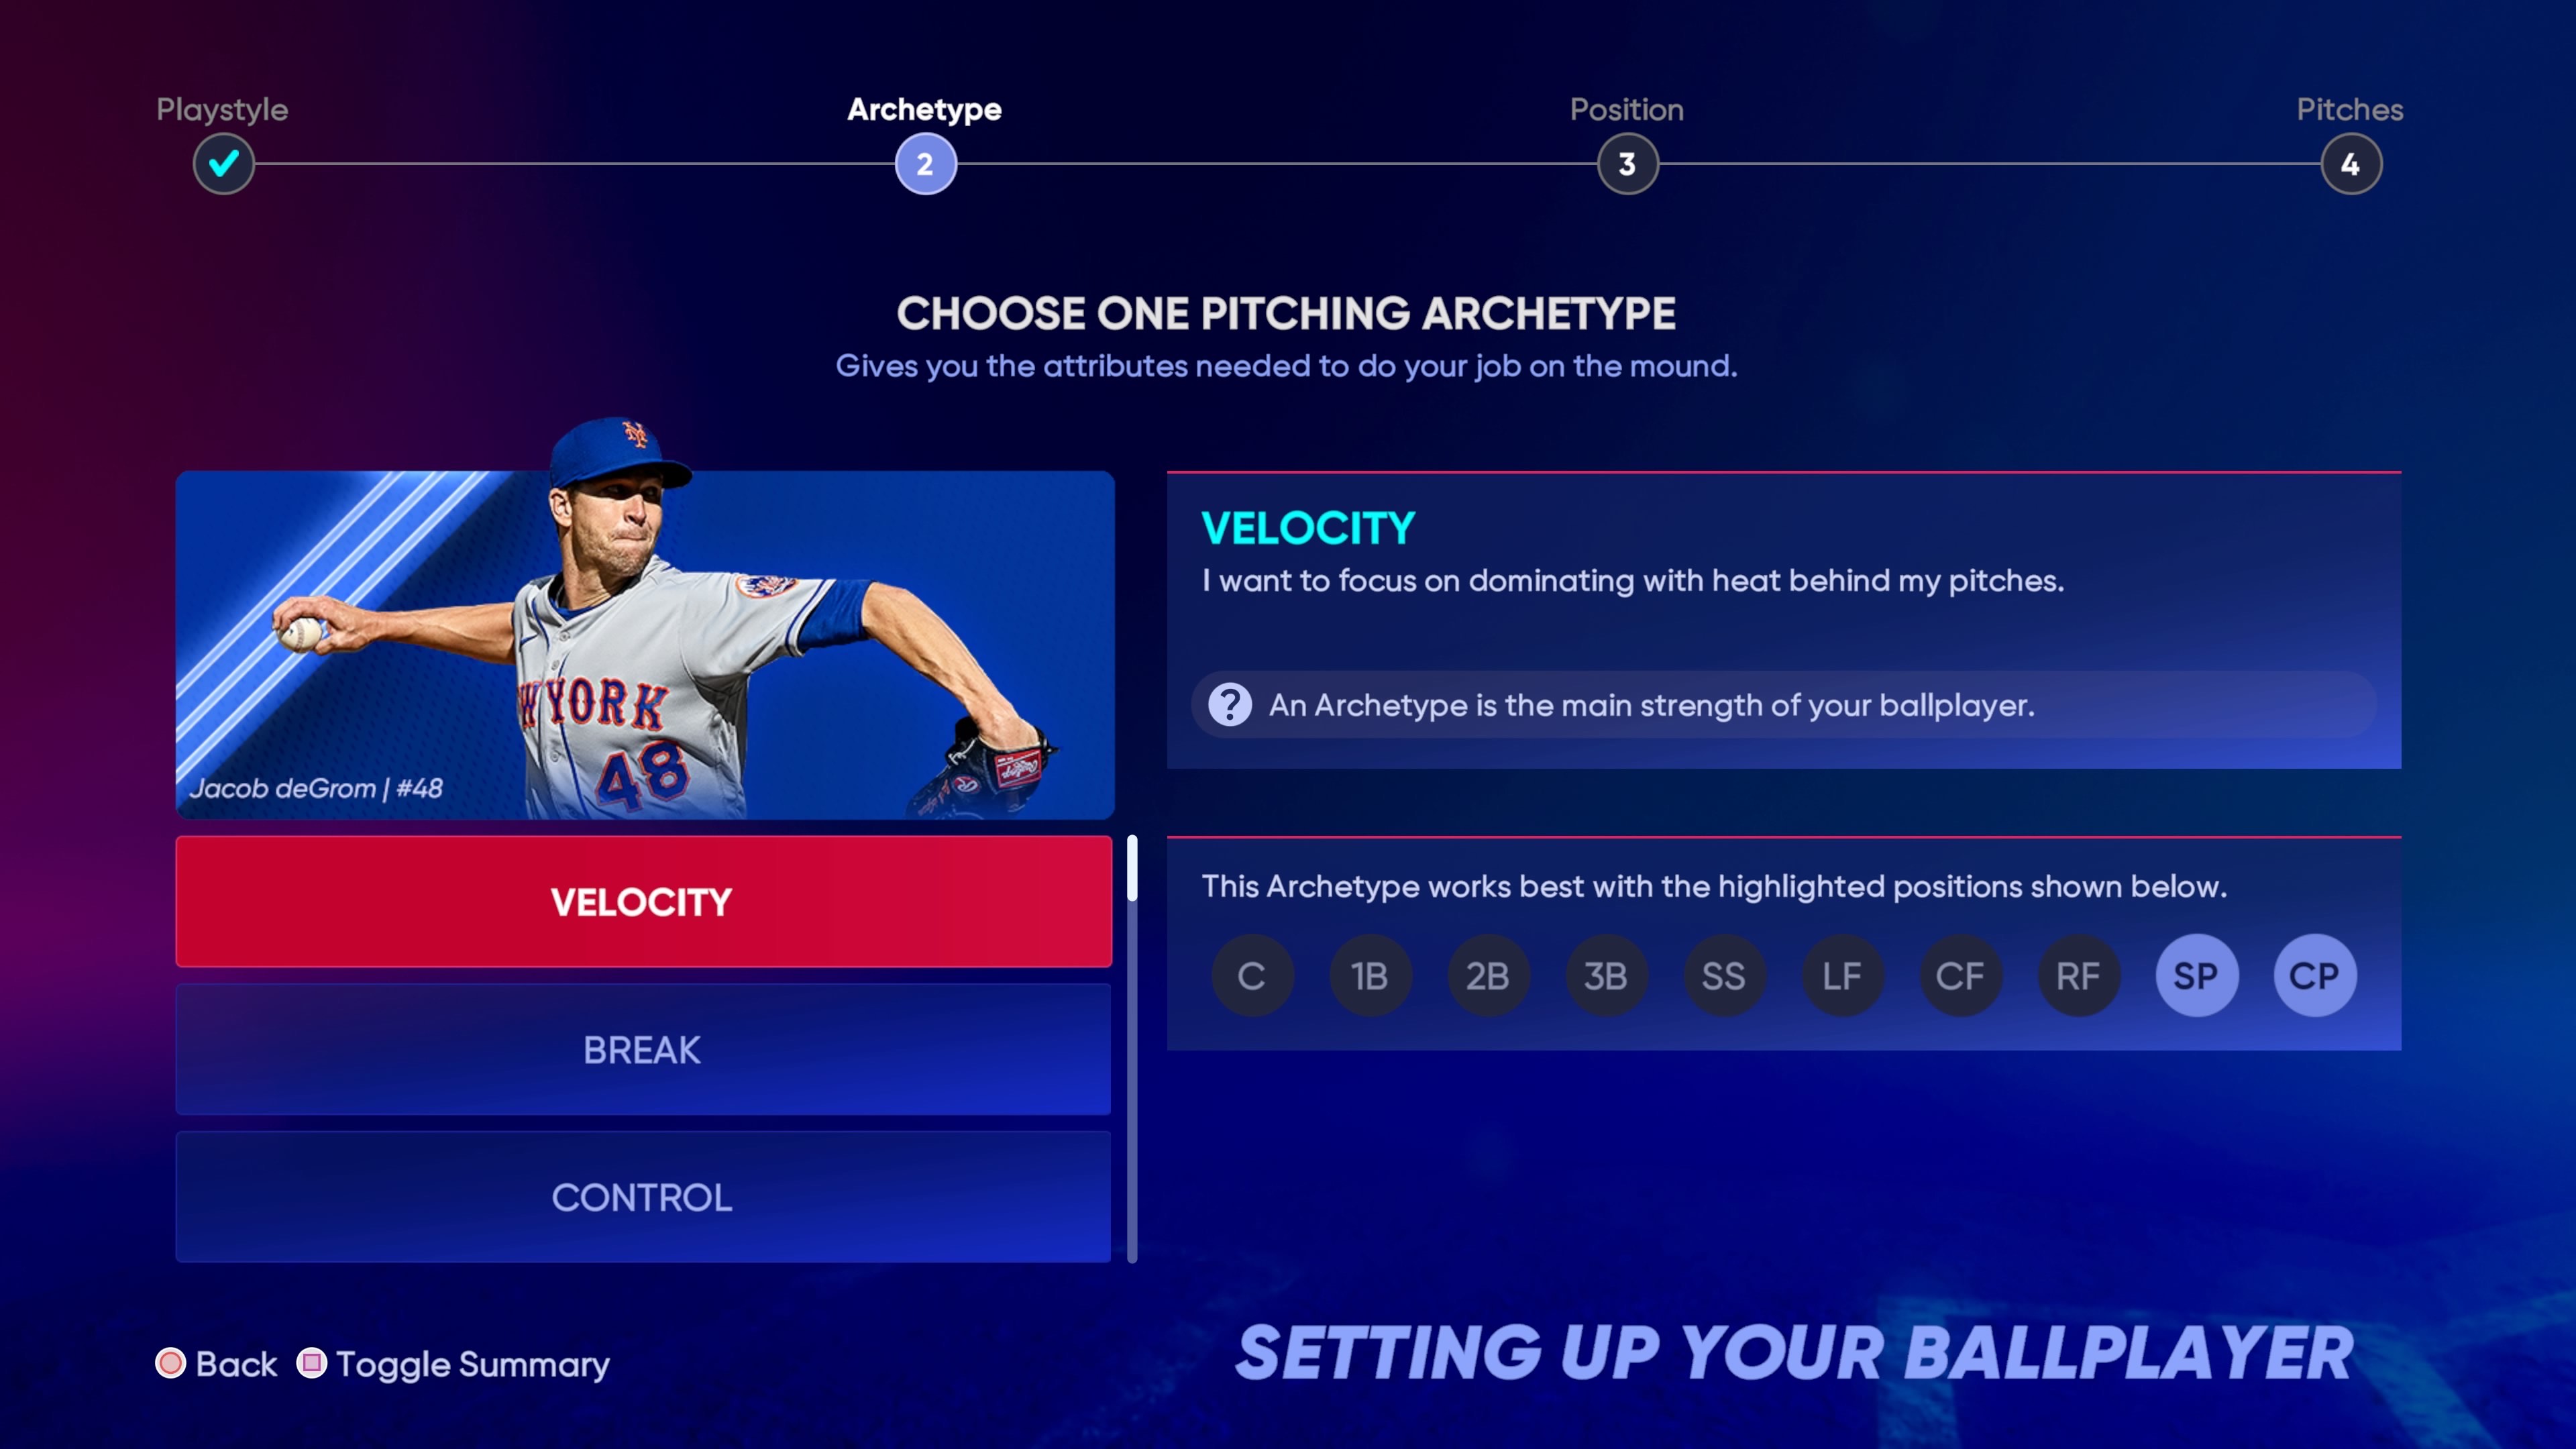 Playstyle
Archetype
Position
Pitches
2
3
4
CHOOSE ONE PITCHING ARCHETYPE
Gives you the attributes needed to do your job on the mound.
NY
W YORK
48
Jacob deGrom | #48
VELOCITY
I want to focus on dominating with heat behind my pitches.
? An Archetype is the main strength of your ballplayer.
VELOCITY
BREAK
CONTROL
This Archetype works best with the highlighted positions shown below.
C 1B 2B 3B SS LF CF RF SP CP
Back Toggle Summary
SETTING UP YOUR BALLPLAYER